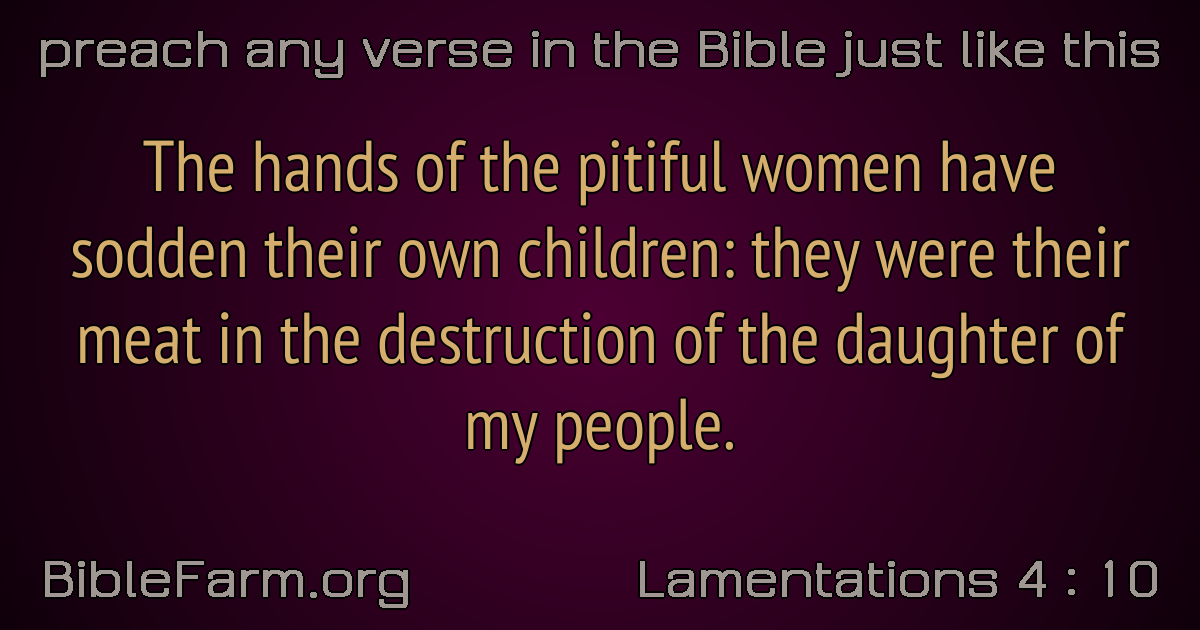 preach any verse in the Bible just like this
The hands of the pitiful women have
sodden their own children: they were their
meat in the destruction of the daughter of
my people.
BibleFarm.org
Lamentations 4 : 10